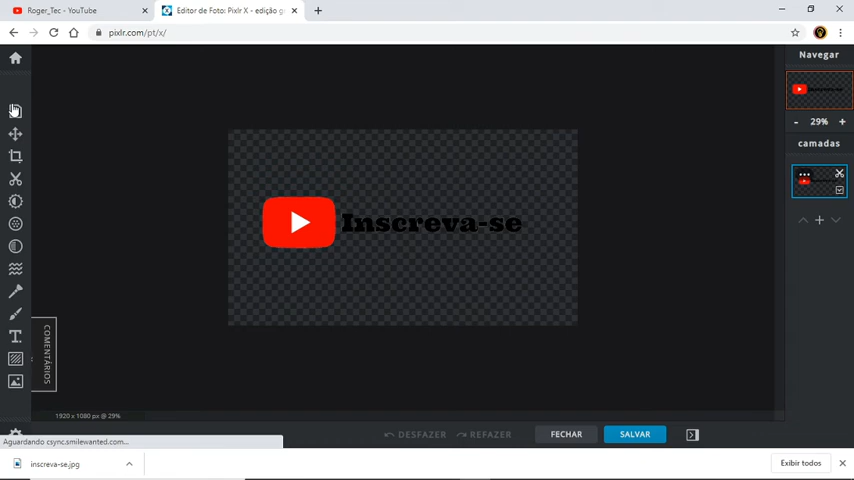 Roger_Tec - YouTube
Editor de Foto: Pixlr X - edição g
pixlr.com/pt/x/
Navegar
- 29% +
camadas
Inscreva-se
COMENTÁRIOS
1920 x 1080 px @ 29%
DESFAZER
REFAZER
FECHAR
SALVAR
Aguardando csync.smilewanted.com...
inscreva-se.jpg
Exibir todos